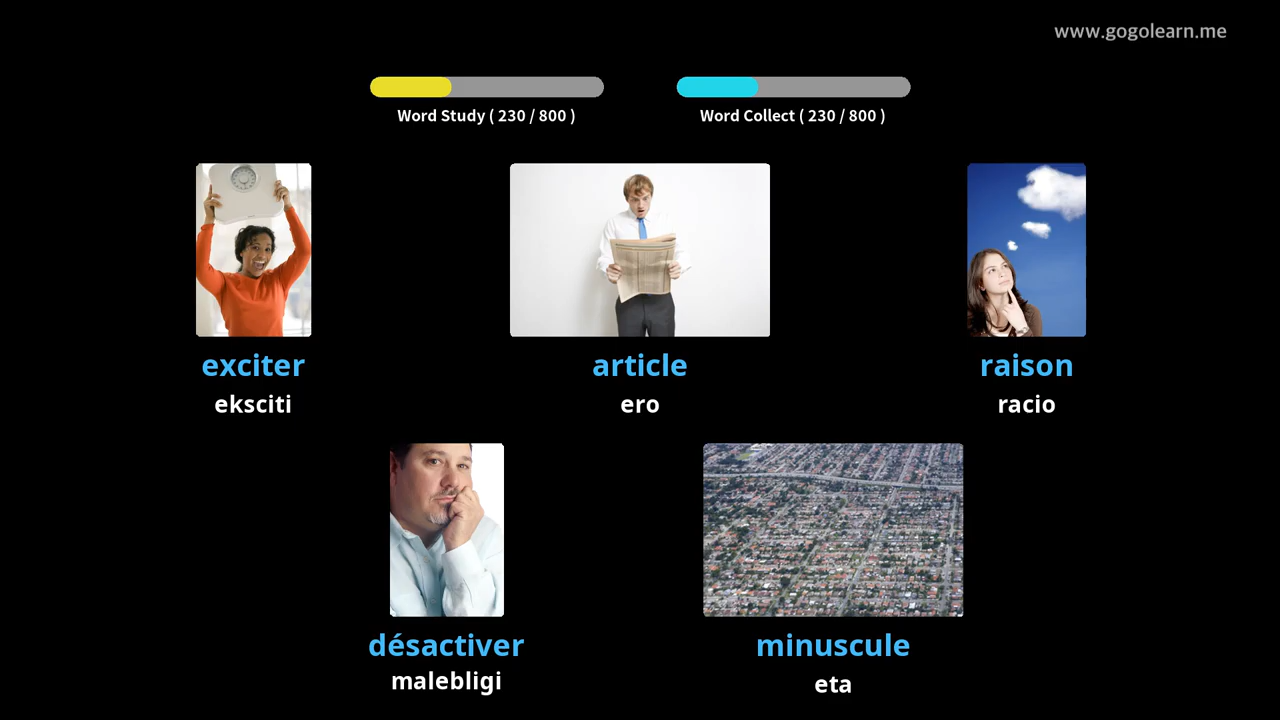 www.gogolearn.me
Word Study ( 230 / 800 )
Word Collect ( 230 / 800 )
exciter
eksciti
article
ero
raison
racio
désactiver
malebligi
minuscule
eta